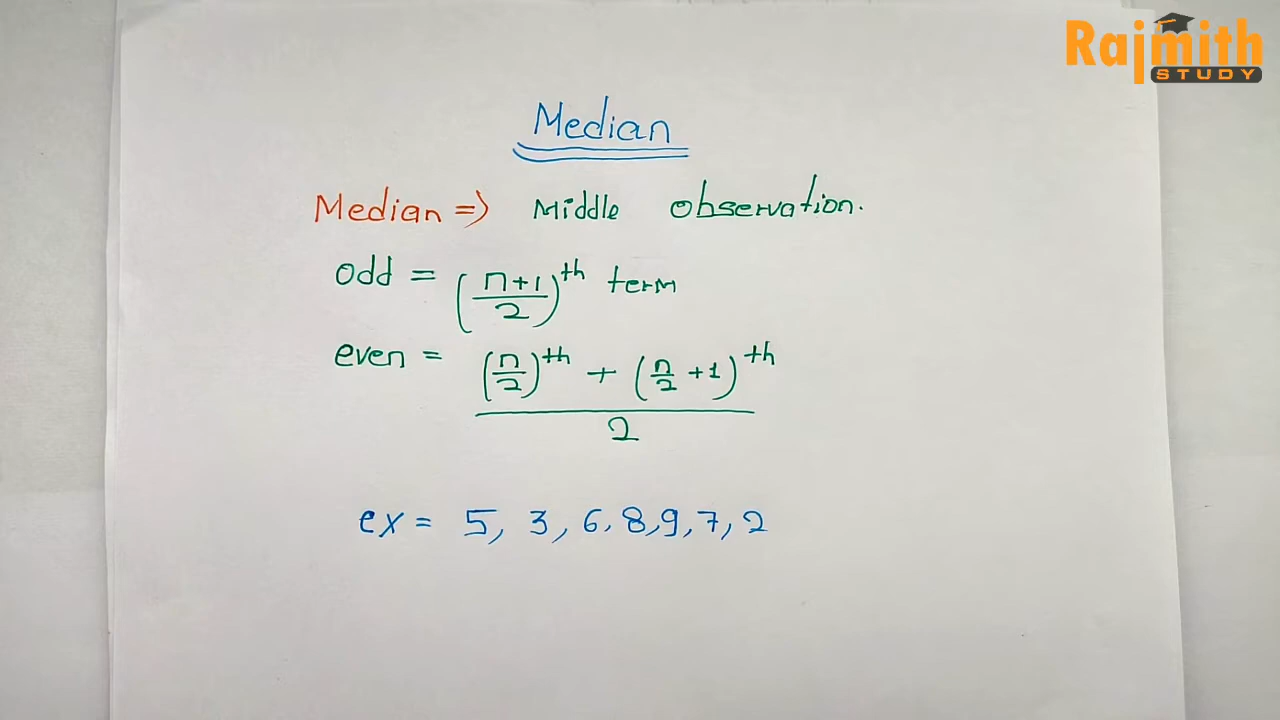 Rajmith
STUDY
Median
Median => Middle observation.
odd = (n+1/2)th term
even = (n/2)th + (n/2 + 1)th / 2
ex = 5, 3, 6, 8, 9, 7, 2